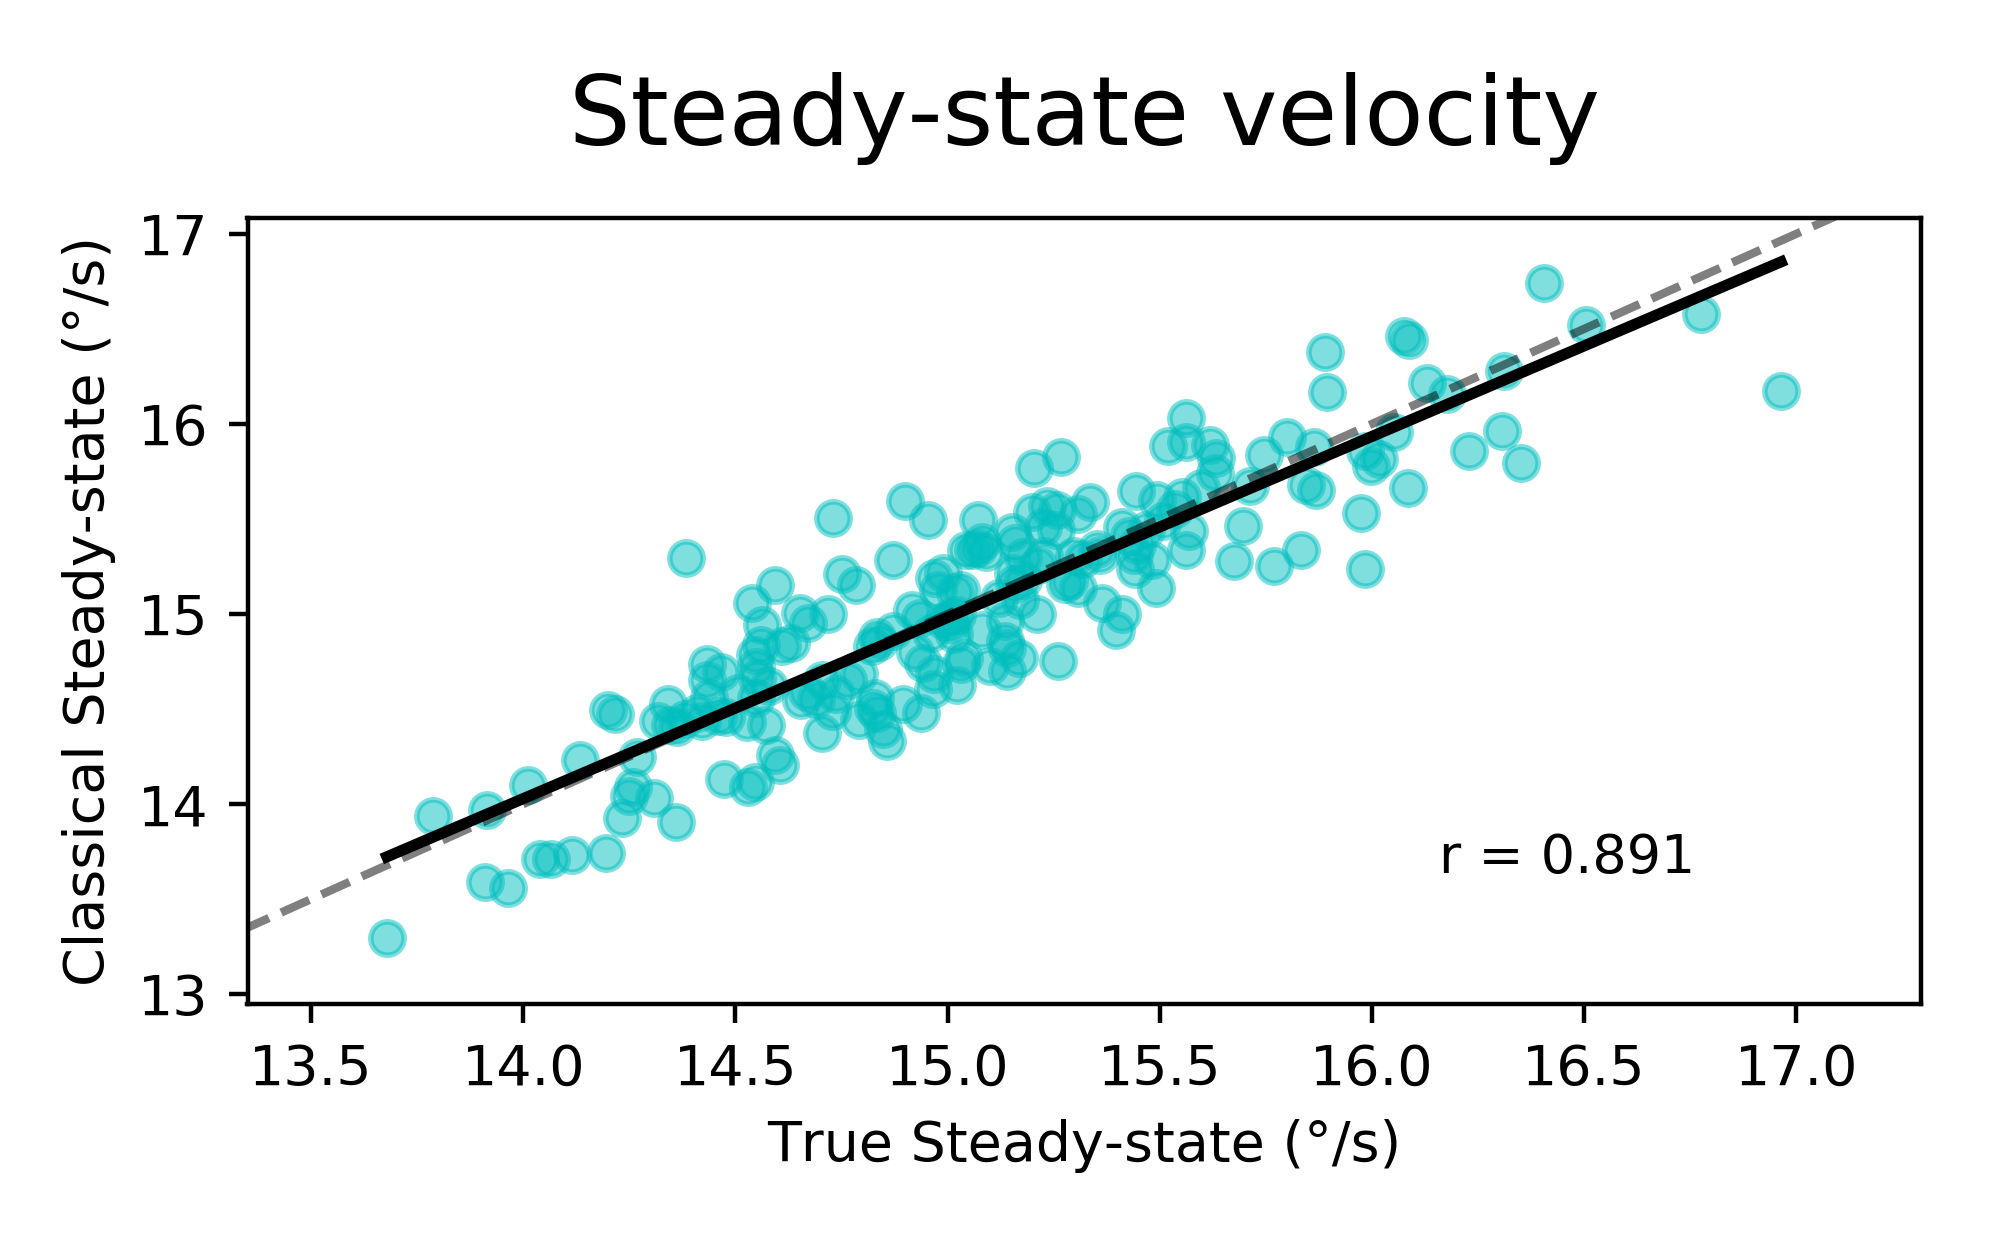 Steady-state velocity
Classical Steady-state (°/s)
17
16
15
14
13
r = 0.891
13.5 14.0 14.5 15.0 15.5 16.0 16.5 17.0
True Steady-state (°/s)